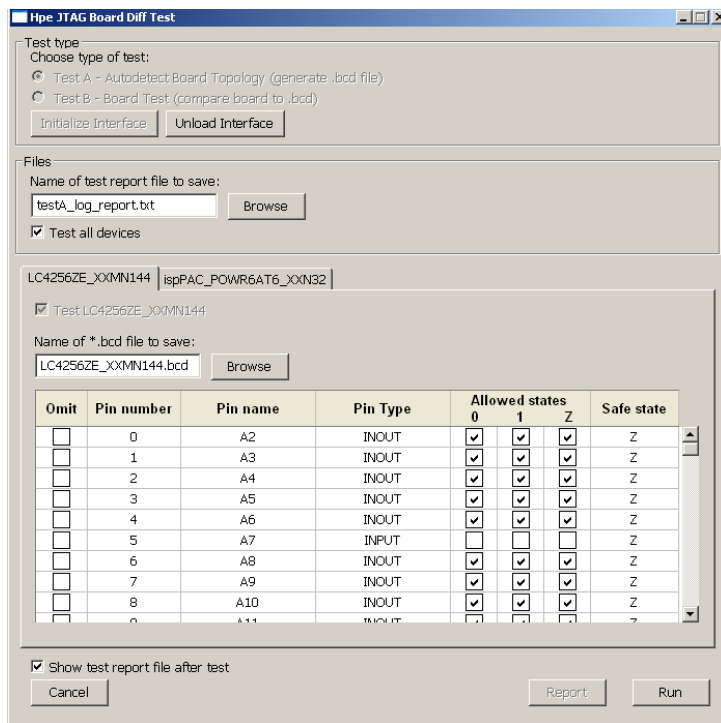 Hpe JTAG Board Diff Test
Test type
Choose type of test:
Test A - Autodetect Board Topology (generate .bcd file)
Test B - Board Test (compare board to .bcd)
Initialize Interface Unload Interface
Files
Name of test report file to save:
testA_log_report.txt Browse
Test all devices
LC4256ZE_XXMN144 ispPAC_POWR6AT6_XXN32
Test LC4256ZE_XXMN144
Name of *.bcd file to save:
LC4256ZE_XXMN144.bcd Browse
Omit Pin number Pin name Pin Type Allowed states 0 1 Z Safe state
0 A2 INOUT Z
1 A3 INOUT Z
2 A4 INOUT Z
3 A5 INOUT Z
4 A6 INOUT Z
5 A7 INPUT Z
6 A8 INOUT Z
7 A9 INOUT Z
8 A10 INOUT Z
9 A11 INOUT Z
Show test report file after test
Cancel Report Run